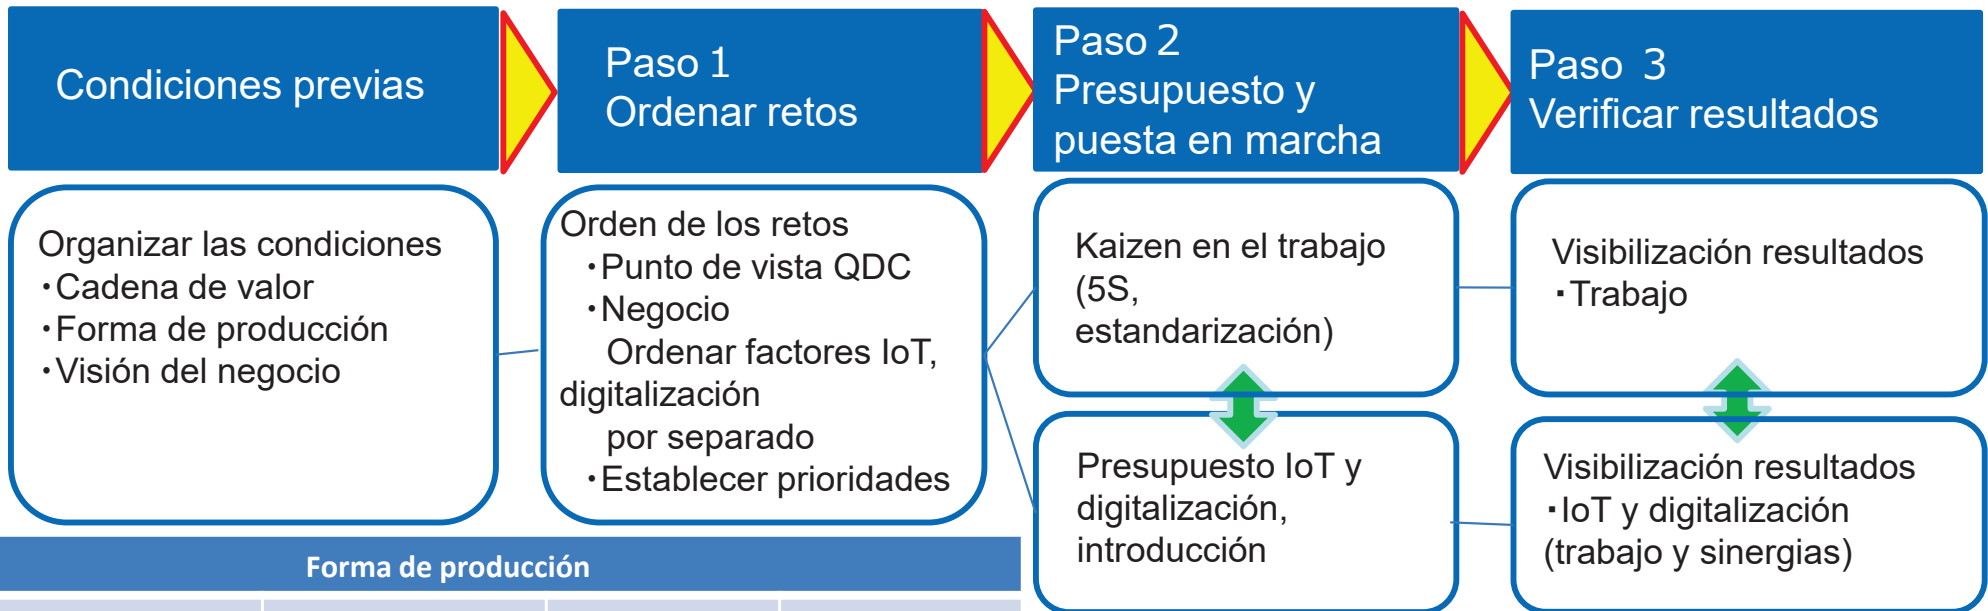 Condiciones previas
Paso 1
Ordenar retos
Paso 2
Presupuesto y
puesta en marcha
Paso 3
Verificar resultados
Organizar las condiciones
・Cadena de valor
・Forma de producción
・Visión del negocio
Orden de los retos
・Punto de vista QDC
・Negocio
Ordenar factores IoT,
digitalización
por separado
・Establecer prioridades
Kaizen en el trabajo
(5S,
estandarización)
Visibilización resultados
・Trabajo
Presupuesto IoT y
digitalización,
introducción
Visibilización resultados
・IoT y digitalización
(trabajo y sinergias)
Forma de producción